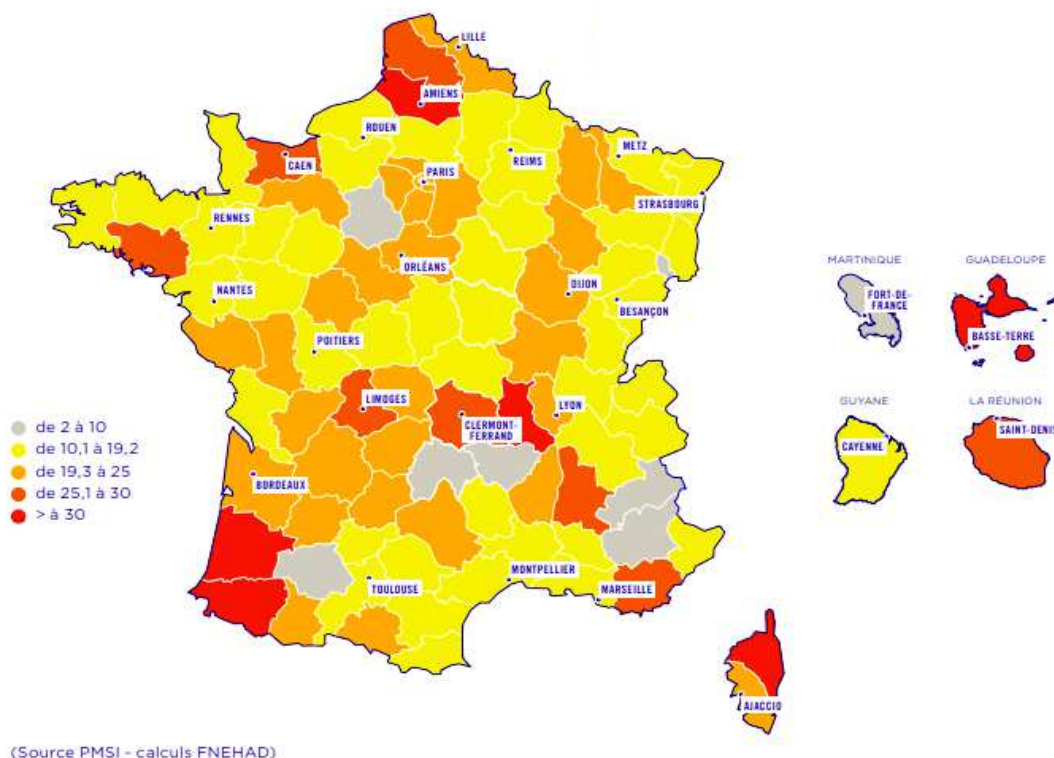 LILLE
AMIENS
ROUEN
METZ
CAEN
REIMS
PARIS
STRASBOURG
RENNES
ORLÉANS
DIJON
NANTES
BESANÇON
POITIERS
LIMOGES
CLERMONT-
FERRAND
LYON
BORDEAUX
MONTPELLIER
TOULOUSE
MARSEILLE
AJACCIO
MARTINIQUE
FORT-DE-
FRANCE
GUADELOUPE
BASSE-TERRE
GUYANE
CAYENNE
LA RÉUNION
SAINT-DENIS
de 2 à 10
de 10,1 à 19,2
de 19,3 à 25
de 25,1 à 30
> à 30
(Source PMSI - calculs FNEHAD)